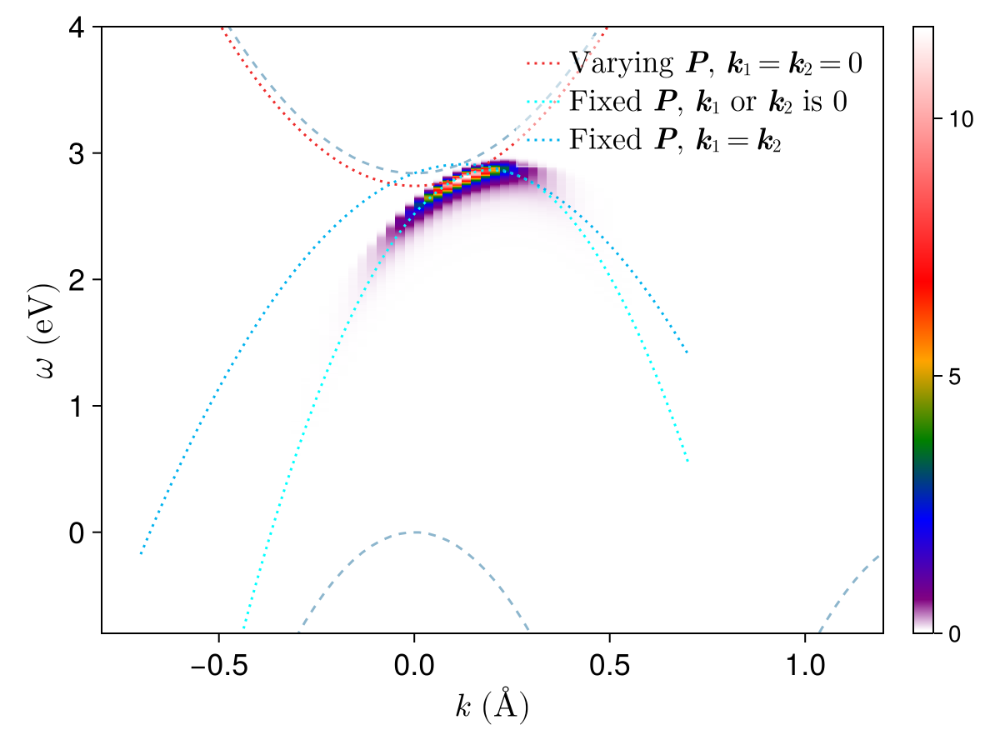 4
Varying P, k₁ = k₂ = 0
Fixed P, k₁ or k₂ is 0
Fixed P, k₁ = k₂
3
2
1
0
ω (eV)
−0.5
0.0
0.5
1.0
k (Å)
10
5
0